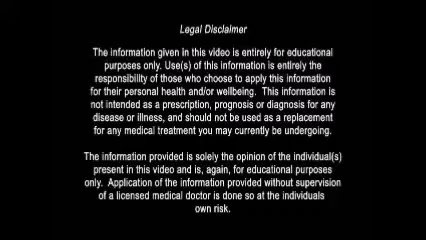 Legal Disclaimer
The information given in this video is entirely for educational
purposes only. Use(s) of this information is entirely the
responsibility of those who choose to apply this information
for their personal health and/or wellbeing. This information is
not intended as a prescription, prognosis or diagnosis for any
disease or illness, and should not be used as a replacement
for any medical treatment you may currently be undergoing.
The information provided is solely the opinion of the individual(s)
present in this video and is, again, for educational purposes
only. Application of the information provided without supervision
of a licensed medical doctor is done so at the individuals
own risk.